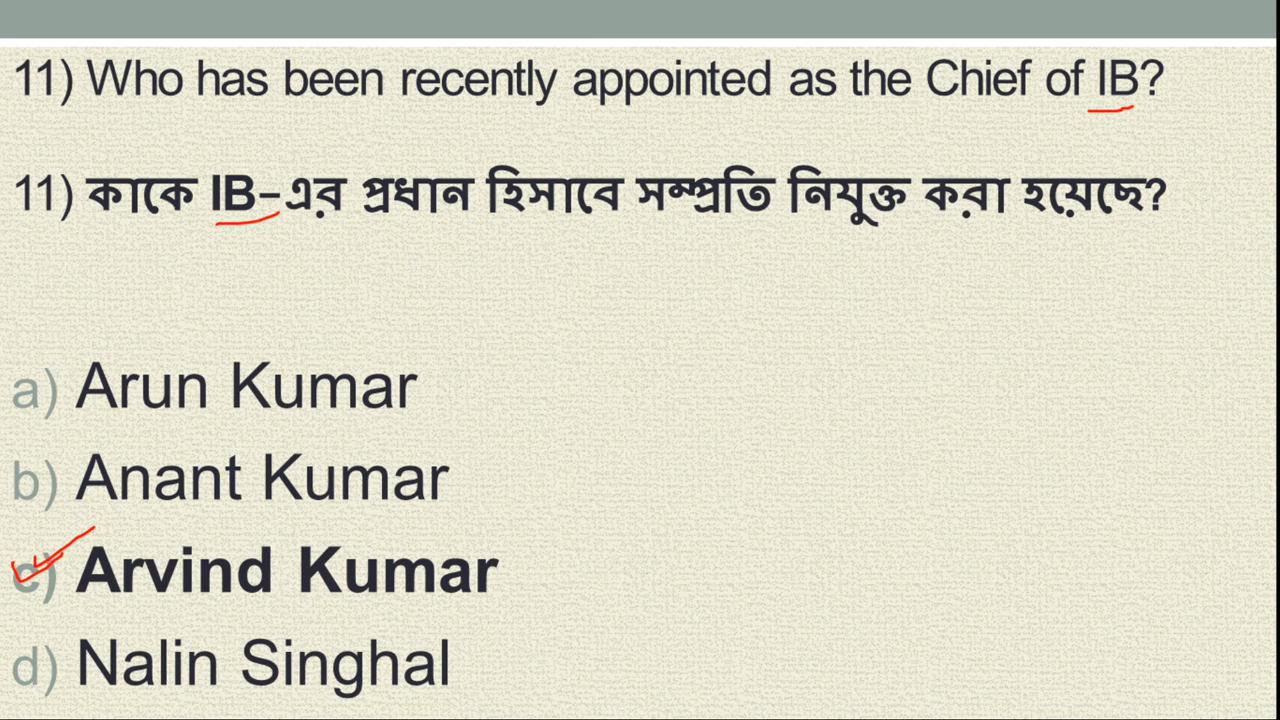 11) Who has been recently appointed as the Chief of IB?
11) কাকে IB-এর প্রধান হিসাবে সম্প্রতি নিযুক্ত করা হয়েছে?
a) Arun Kumar
b) Anant Kumar
c) Arvind Kumar
d) Nalin Singhal